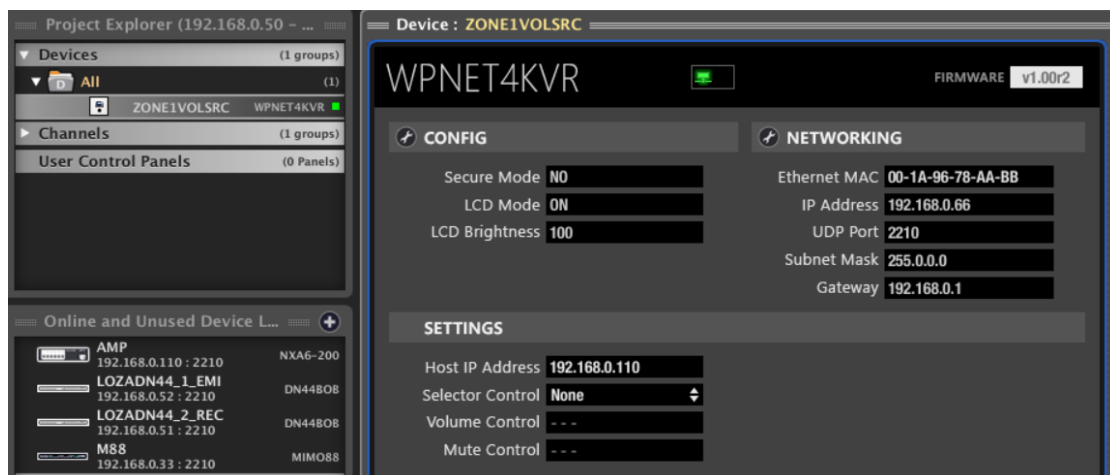 Project Explorer (192.168.0.50 - ...
Devices (1 groups)
D All (1)
ZONE1VOLSRC WPNET4KVR
Channels (1 groups)
User Control Panels (0 Panels)
Online and Unused Device L...
AMP
192.168.0.110 : 2210 NXA6-200
LOZADN44_1_EMI
192.168.0.52 : 2210 DN44BOB
LOZADN44_2_REC
192.168.0.51 : 2210 DN44BOB
M88
192.168.0.33 : 2210 MIMO88
Device : ZONE1VOLSRC
WPNET4KVR FIRMWARE v1.00r2
CONFIG
Secure Mode NO
LCD Mode ON
LCD Brightness 100
NETWORKING
Ethernet MAC 00-1A-96-78-AA-BB
IP Address 192.168.0.66
UDP Port 2210
Subnet Mask 255.0.0.0
Gateway 192.168.0.1
SETTINGS
Host IP Address 192.168.0.110
Selector Control None
Volume Control - - -
Mute Control - - -